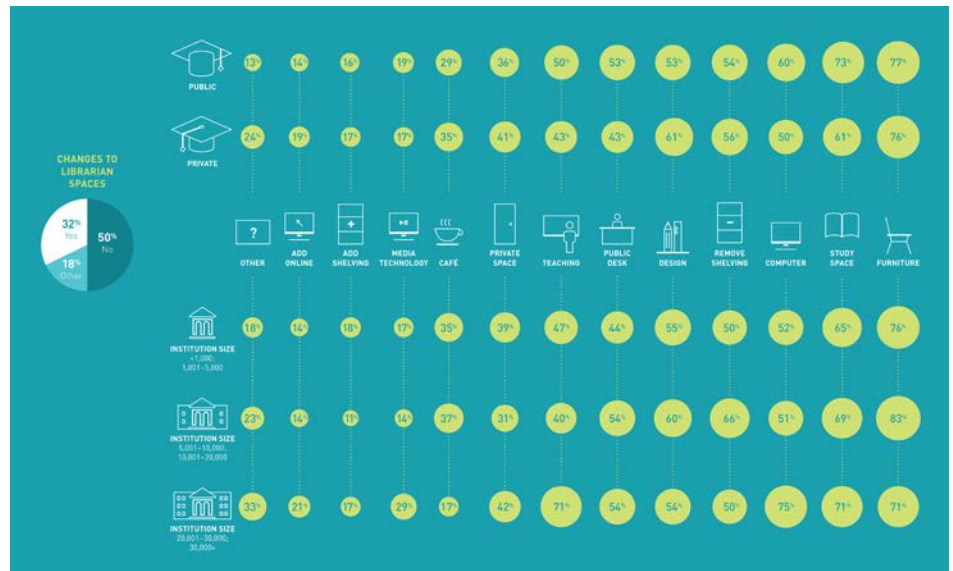 13% 14% 16% 19% 29% 36% 50% 53% 53% 54% 60% 73% 77%
PUBLIC
24% 19% 17% 17% 35% 41% 43% 43% 61% 56% 50% 61% 76%
PRIVATE
CHANGES TO
LIBRARIAN
SPACES
32%
Yes
50%
No
18%
Other
?
OTHER
ADD
ONLINE
+
ADD
SHELVING
MEDIA
TECHNOLOGY
CAFÉ
PRIVATE
SPACE
TEACHING
PUBLIC
DESK
DESIGN
-
REMOVE
SHELVING
COMPUTER
STUDY
SPACE
FURNITURE
18% 14% 18% 17% 35% 39% 47% 44% 55% 50% 52% 65% 76%
INSTITUTION SIZE
<1,000;
1,001–5,000
23% 14% 11% 14% 37% 31% 40% 54% 60% 66% 51% 69% 83%
INSTITUTION SIZE
5,001–10,000;
10,001–20,000
33% 21% 17% 29% 17% 42% 71% 54% 54% 50% 75% 71% 71%
INSTITUTION SIZE
20,001–30,000;
30,000+